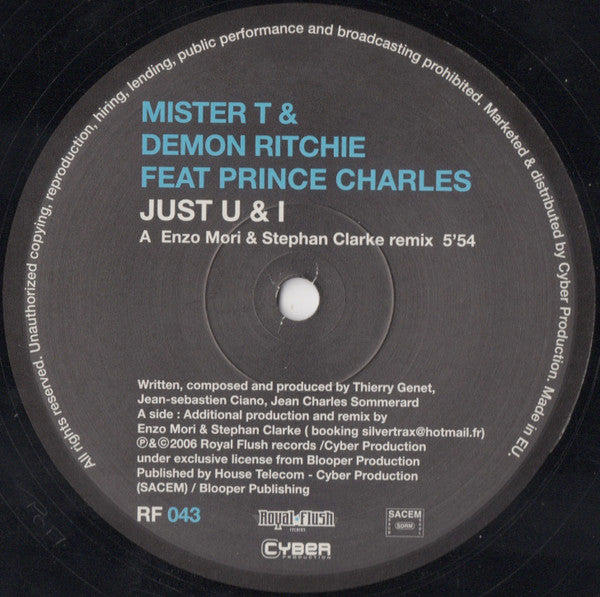 All rights reserved. Unauthorized copying, reproduction, hiring, lending, public performance and broadcasting prohibited. Marketed & distributed by Cyber Production. Made in EU.
MISTER T &
DEMON RITCHIE
FEAT PRINCE CHARLES
JUST U & I
A Enzo Mori & Stephan Clarke remix 5'54
Written, composed and produced by Thierry Genet,
Jean-sebastien Ciano, Jean Charles Sommerard
A side : Additional production and remix by
Enzo Mori & Stephan Clarke ( booking silvertrax@hotmail.fr)
℗&©2006 Royal Flush records /Cyber Production
under exclusive license from Blooper Production
Published by House Telecom - Cyber Production
(SACEM) / Blooper Publishing
RF 043
Royal Flush
RECORDS
SACEM
SDRM
CYBER
PRODUCTION